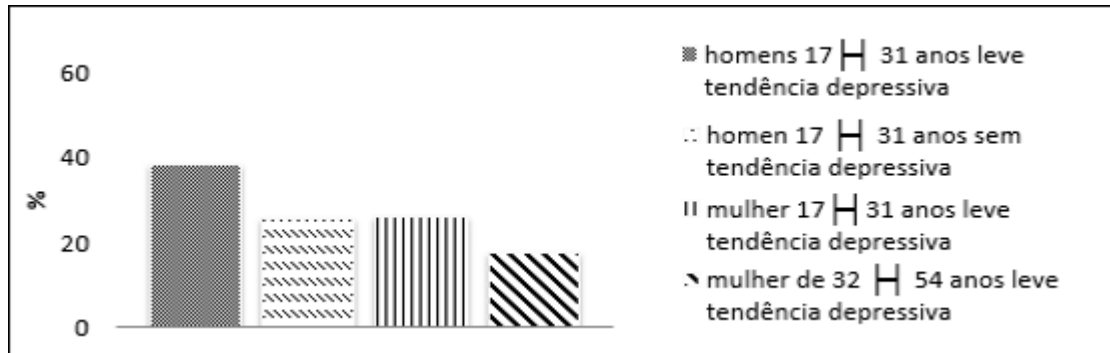 60
40
20
0
%
homens 17 ├┤ 31 anos leve
tendência depressiva
homen 17 ├┤ 31 anos sem
tendência depressiva
mulher 17 ├┤ 31 anos leve
tendência depressiva
mulher de 32 ├┤ 54 anos leve
tendência depressiva